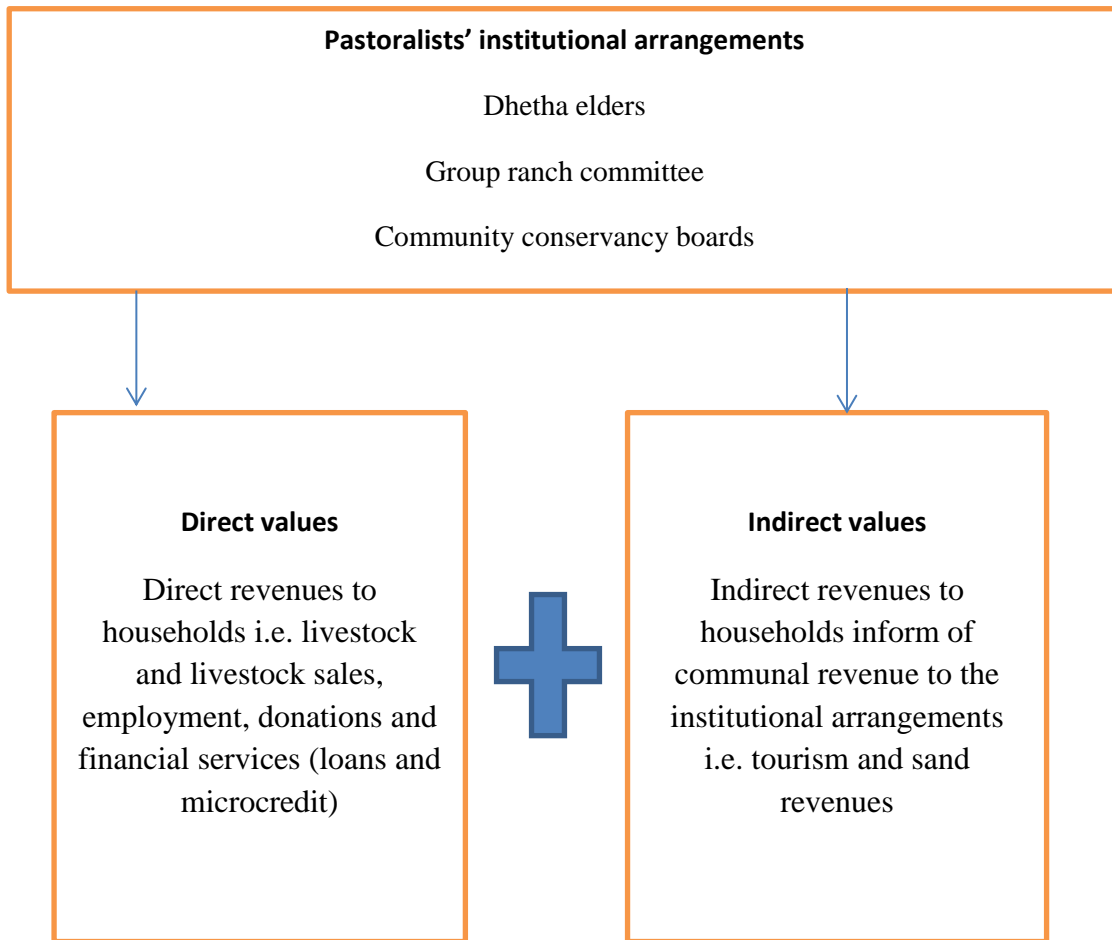 Pastoralists’ institutional arrangements
Dhetha elders
Group ranch committee
Community conservancy boards
Direct values
Direct revenues to
households i.e. livestock
and livestock sales,
employment, donations and
financial services (loans and
microcredit)
Indirect values
Indirect revenues to
households inform of
communal revenue to the
institutional arrangements
i.e. tourism and sand
revenues